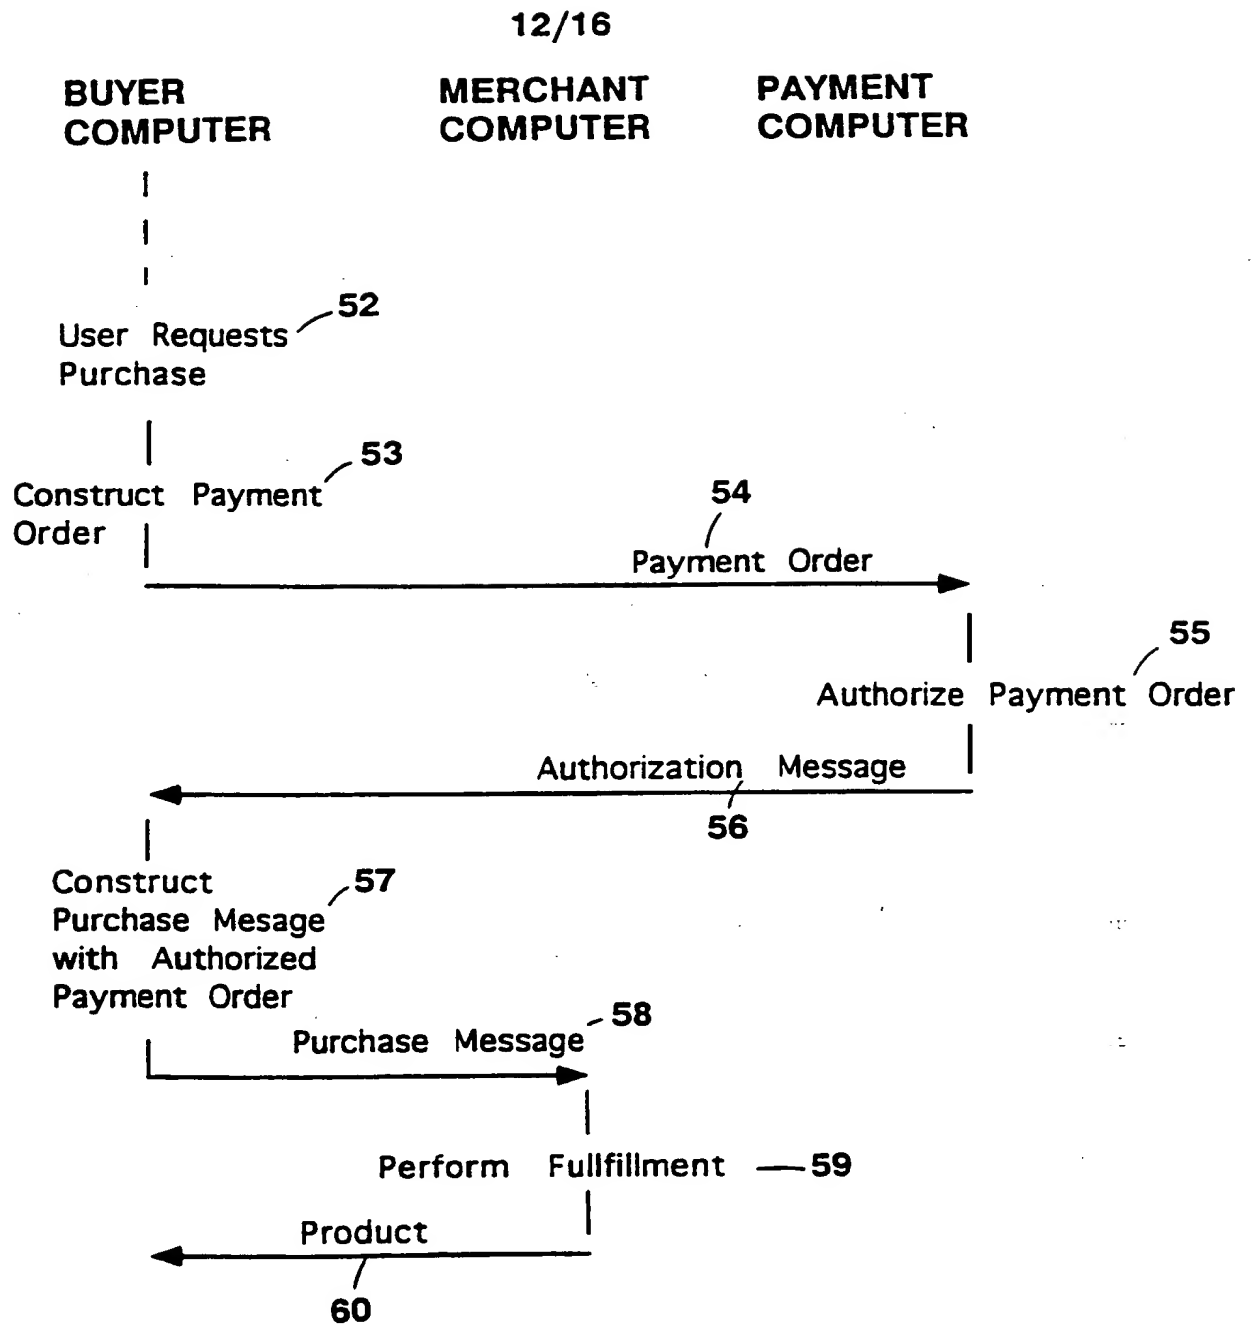 12/16
BUYER
COMPUTER
MERCHANT
COMPUTER
PAYMENT
COMPUTER
52
User Requests
Purchase
53
Construct Payment
Order
54
Payment Order
55
Authorize Payment Order
Authorization Message
56
57
Construct
Purchase Mesage
with Authorized
Payment Order
58
Purchase Message
Perform Fullfillment
59
Product
60